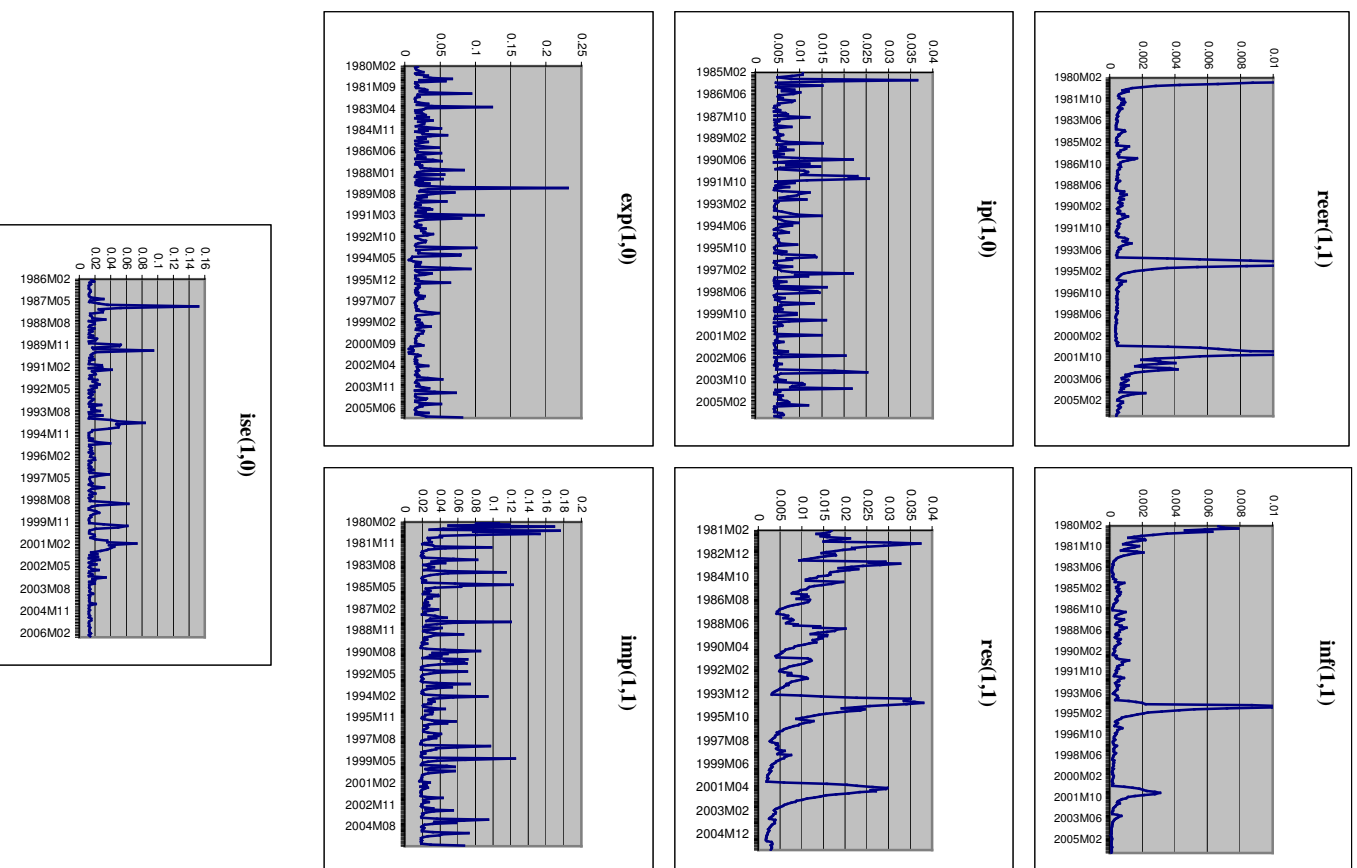 reer(1,1)
0.01
0.008
0.006
0.004
0.002
0
1980M02
1981M10
1983M06
1985M02
1986M10
1988M06
1990M02
1991M10
1993M06
1995M02
1996M10
1998M06
2000M02
2001M10
2003M06
2005M02
inf(1,1)
0.01
0.008
0.006
0.004
0.002
0
1980M02
1981M10
1983M06
1985M02
1986M10
1988M06
1990M02
1991M10
1993M06
1995M02
1996M10
1998M06
2000M02
2001M10
2003M06
2005M02
ip(1,0)
0.04
0.035
0.03
0.025
0.02
0.015
0.01
0.005
0
1985M02
1986M06
1987M10
1989M02
1990M06
1991M10
1993M02
1994M06
1995M10
1997M02
1998M06
1999M10
2001M02
2002M06
2003M10
2005M02
res(1,1)
0.04
0.035
0.03
0.025
0.02
0.015
0.01
0.005
0
1981M02
1982M12
1984M10
1986M08
1988M06
1990M04
1992M02
1993M12
1995M10
1997M08
1999M06
2001M04
2003M02
2004M12
exp(1,0)
0.25
0.2
0.15
0.1
0.05
0
1980M02
1981M09
1983M04
1984M11
1986M06
1988M01
1989M08
1991M03
1992M10
1994M05
1995M12
1997M07
1999M02
2000M09
2002M04
2003M11
2005M06
imp(1,1)
0.2
0.18
0.16
0.14
0.12
0.1
0.08
0.06
0.04
0.02
0
1980M02
1981M11
1983M08
1985M05
1987M02
1988M11
1990M08
1992M05
1994M02
1995M11
1997M08
1999M05
2001M02
2002M11
2004M08
ise(1,0)
0.16
0.14
0.12
0.1
0.08
0.06
0.04
0.02
0
1986M02
1987M05
1988M08
1989M11
1991M02
1992M05
1993M08
1994M11
1996M02
1997M05
1998M08
1999M11
2001M02
2002M05
2003M08
2004M11
2006M02